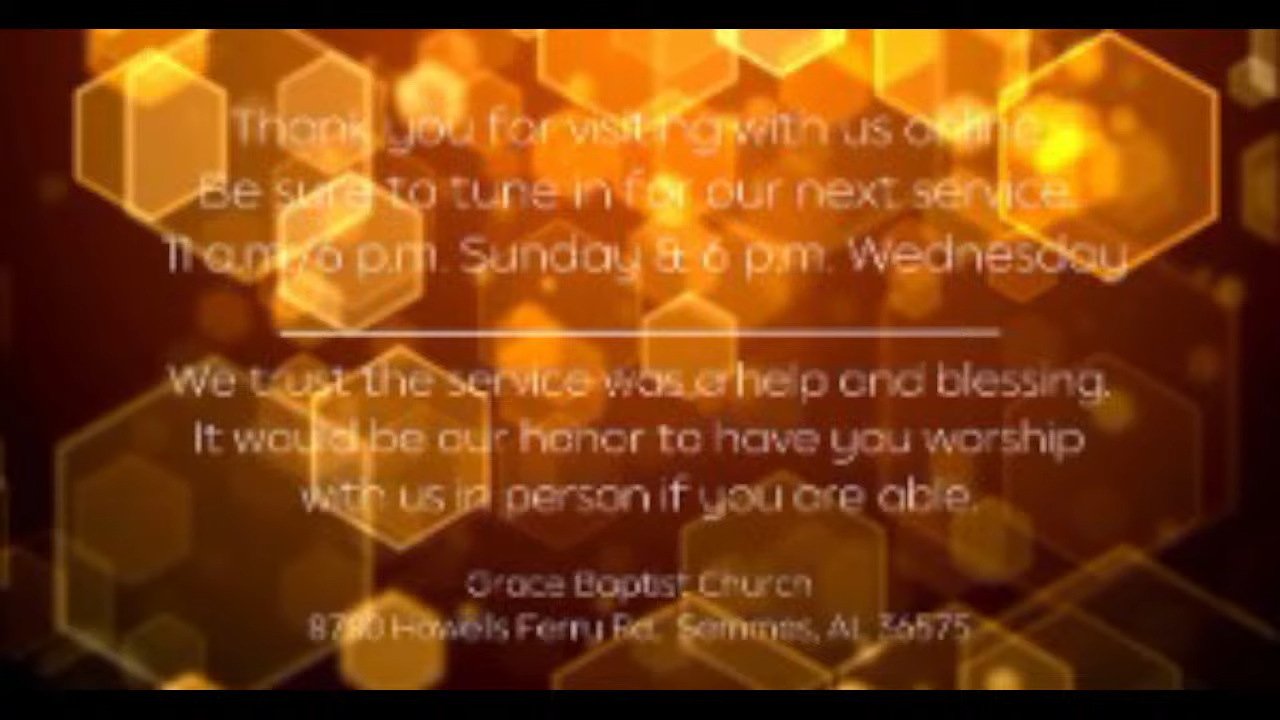 Thank you for visiting with us online.
Be sure to tune in for our next service.
11 a.m./6 p.m. Sunday & 6 p.m. Wednesday
We trust the service was a help and blessing.
It would be our honor to have you worship
with us in person if you are able.
Grace Baptist Church
Howells Ferry Rd. Semmes, AL 36575